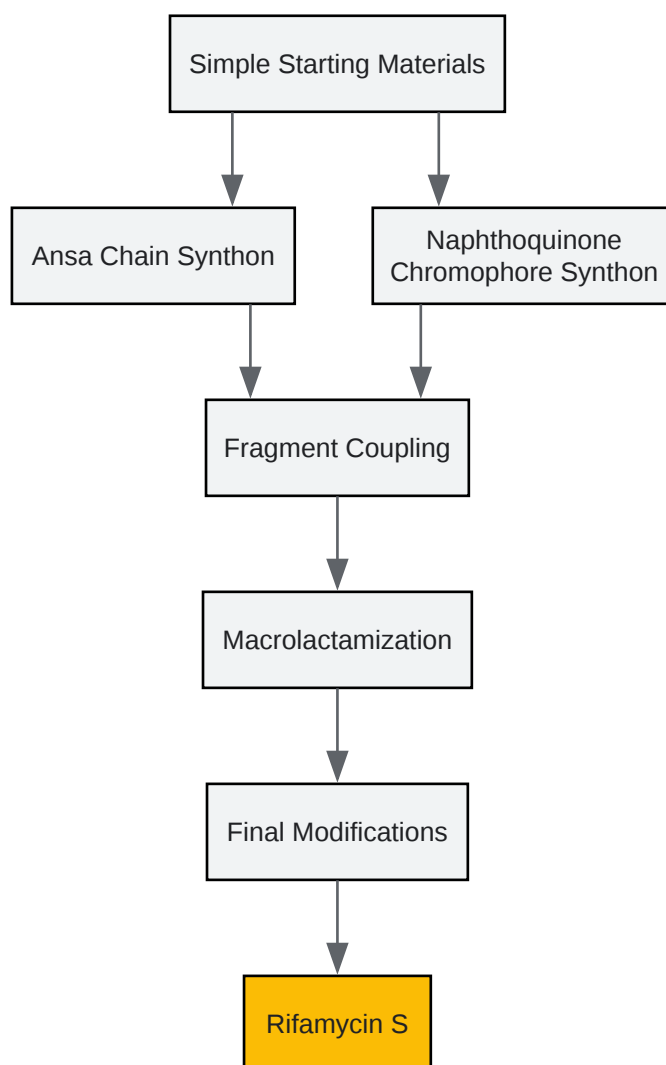 Simple Starting Materials
Ansa Chain Synthon
Naphthoquinone
Chromophore Synthon
Fragment Coupling
Macrolactamization
Final Modifications
Rifamycin S